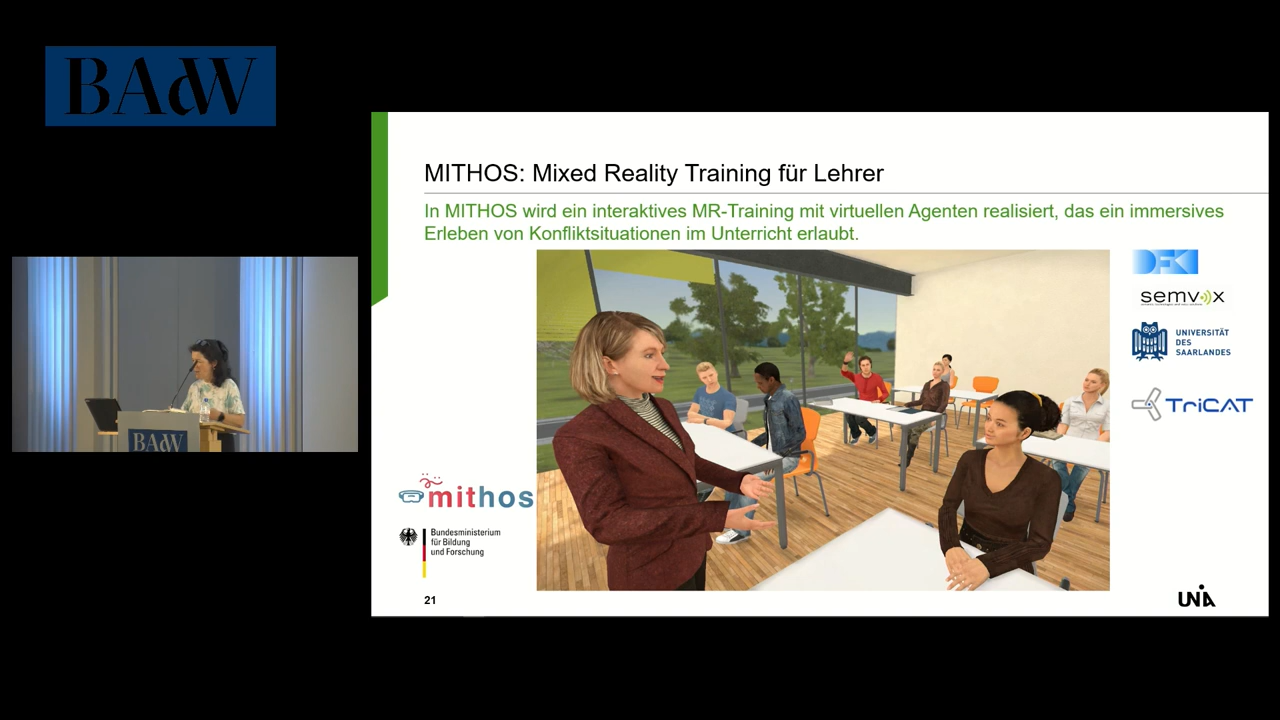 BAdW
MITHOS: Mixed Reality Training für Lehrer
In MITHOS wird ein interaktives MR-Training mit virtuellen Agenten realisiert, das ein immersives
Erleben von Konfliktsituationen im Unterricht erlaubt.
DFKI
semvox
UNIVERSITÄT
DES
SAARLANDES
TriCAT
BAdW
mithos
Bundesministerium
für Bildung
und Forschung
21
UNIA